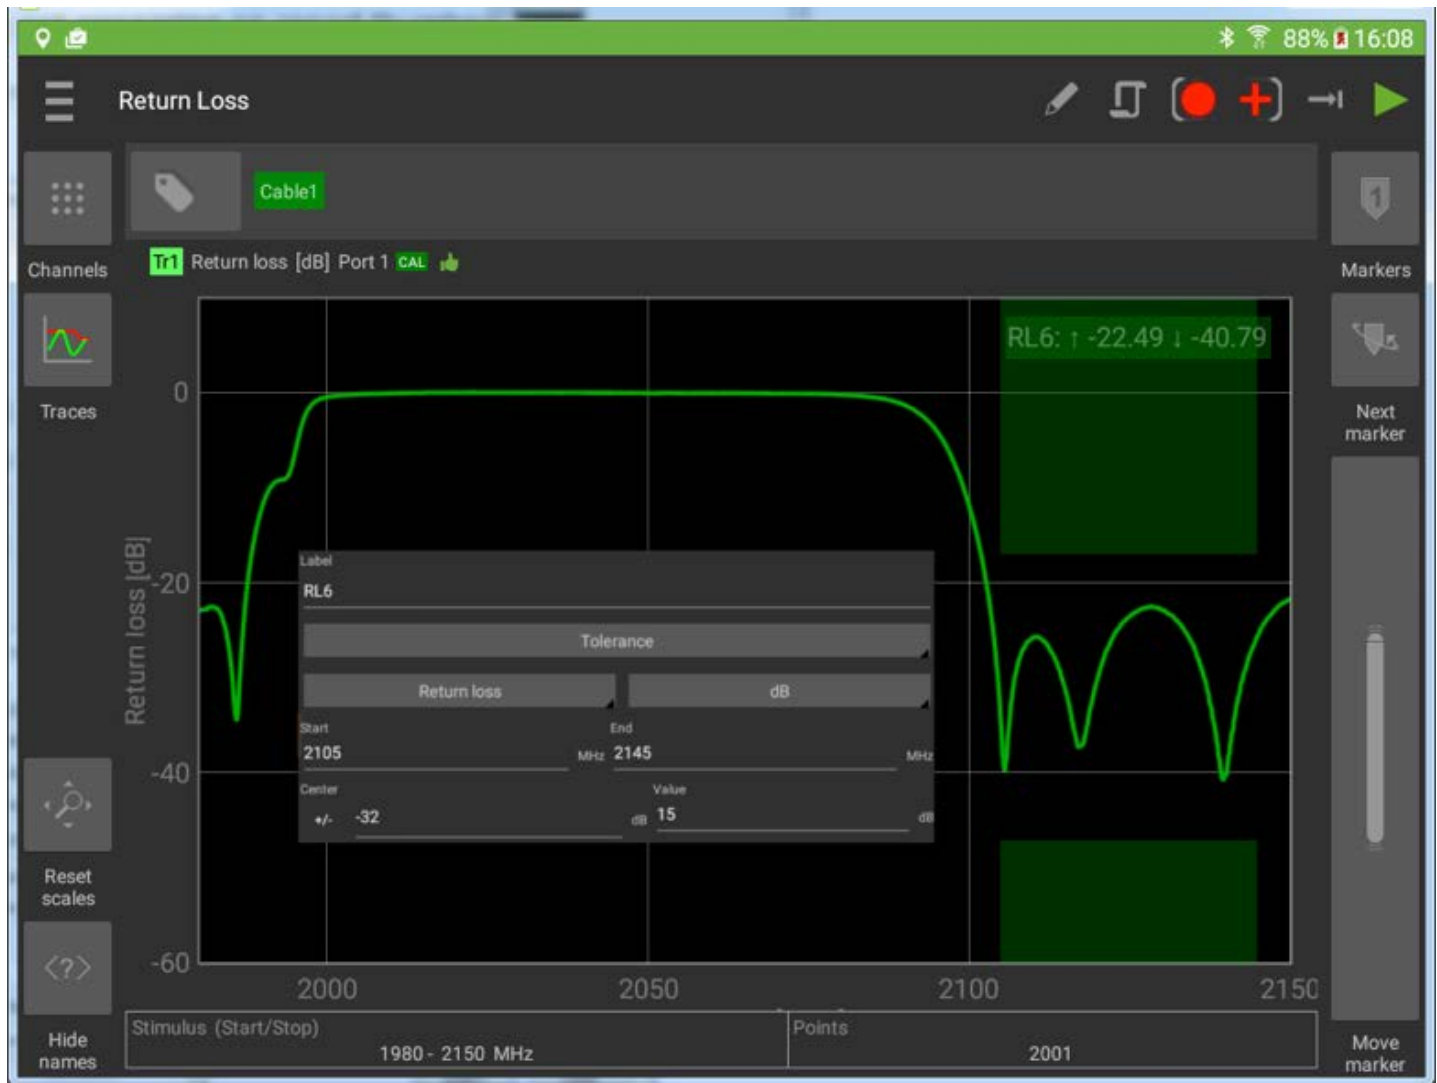 88% 16:08
Return Loss
Cable1
1
Channels
Tr1 Return loss [dB] Port 1 CAL
Markers
RL6: ↑ -22.49 ↓ -40.79
Traces
Next
marker
0
-20
-40
-60
Return loss [dB]
Label
RL6
Tolerance
Return loss dB
Start End
2105 MHz 2145 MHz
Center Value
+/- -32 dB 15 dB
Reset
scales
<?>
2000 2050 2100 2150
Stimulus (Start/Stop) Points
1980 - 2150 MHz 2001
Hide
names
Move
marker